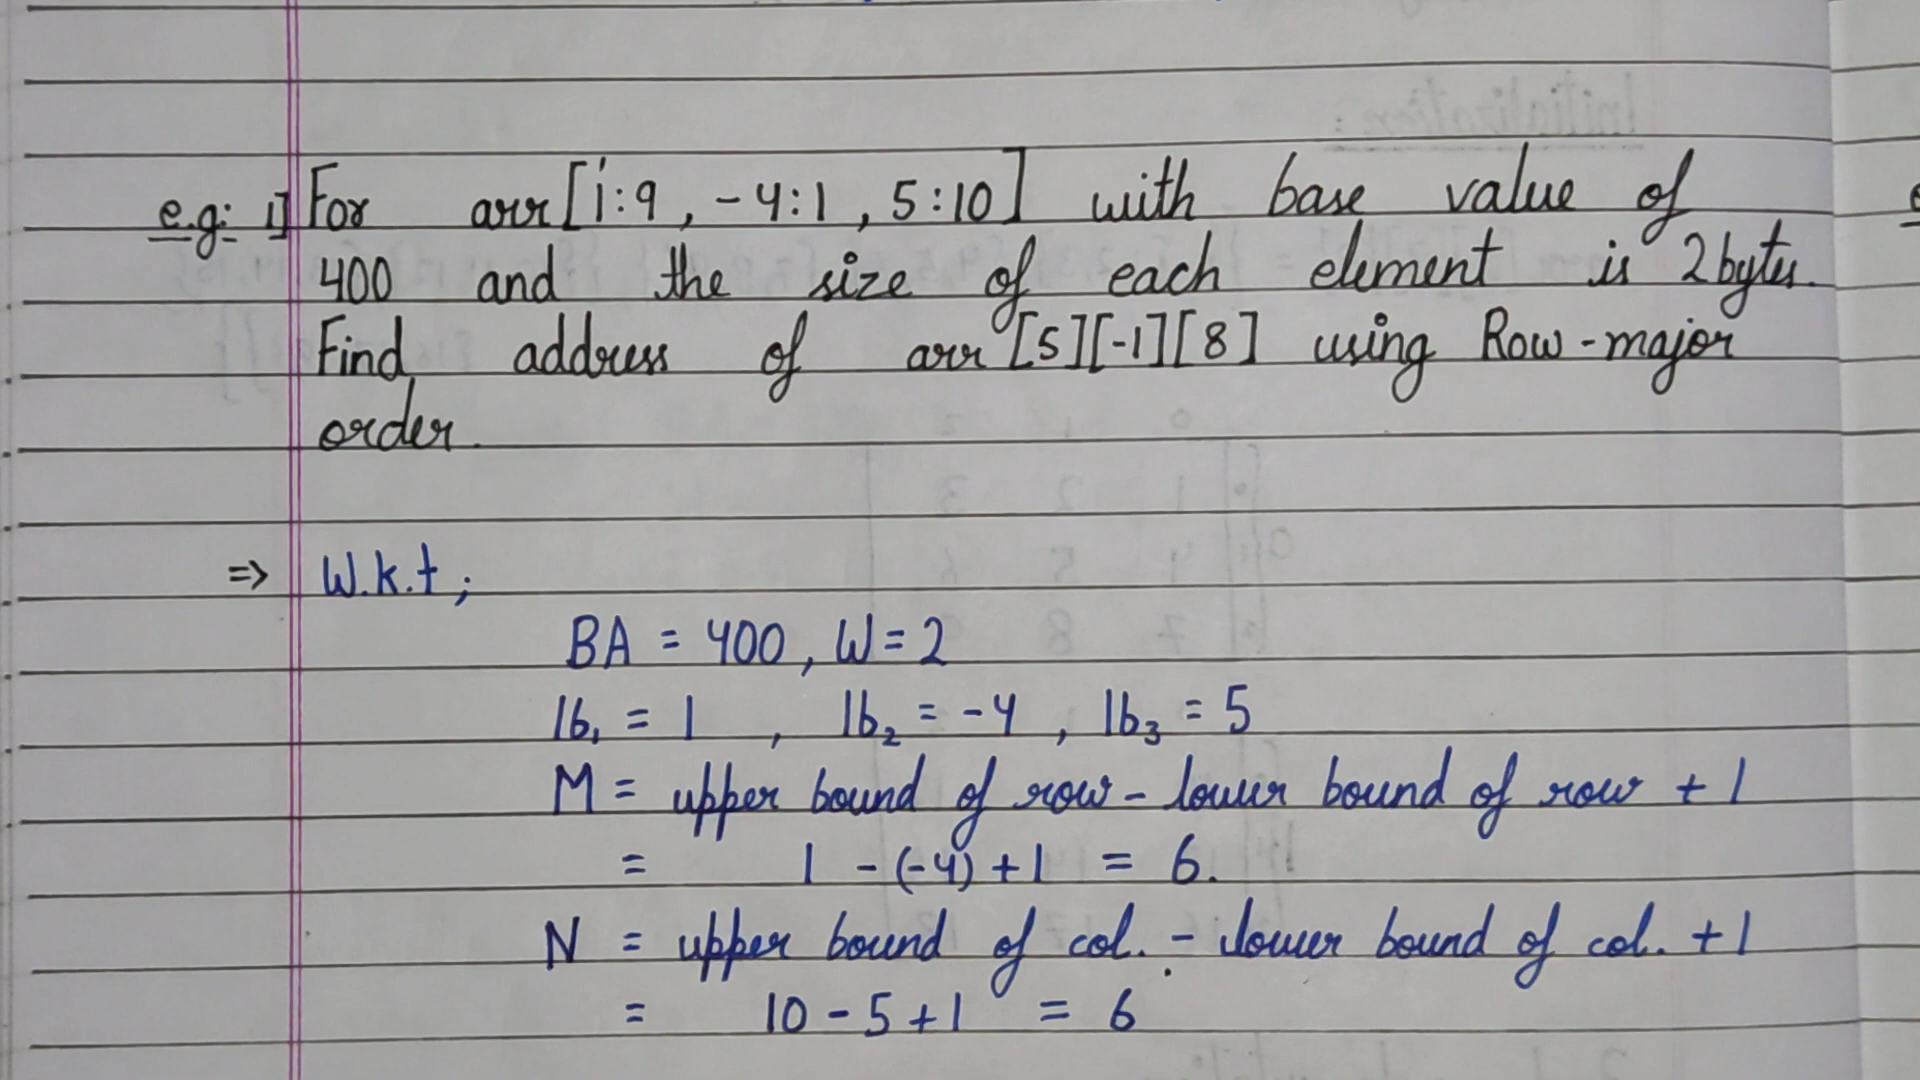 e.g: 1] For arr[1:9, -4:1, 5:10] with base value of
400 and the size of each element is 2 bytes.
Find address of arr[5][-1][8] using Row-major
order.
=> W.k.t;
BA = 400, W = 2
lb₁ = 1 , lb₂ = -4 , lb₃ = 5
M = upper bound of row - lower bound of row + 1
= 1 - (-4) + 1 = 6.
N = upper bound of col. - lower bound of col. + 1
= 10 - 5 + 1 = 6